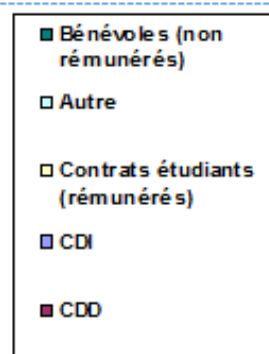 Bénévoles (non
rémunérés)
Autre
Contrats étudiants
(rémunérés)
CDI
CDD